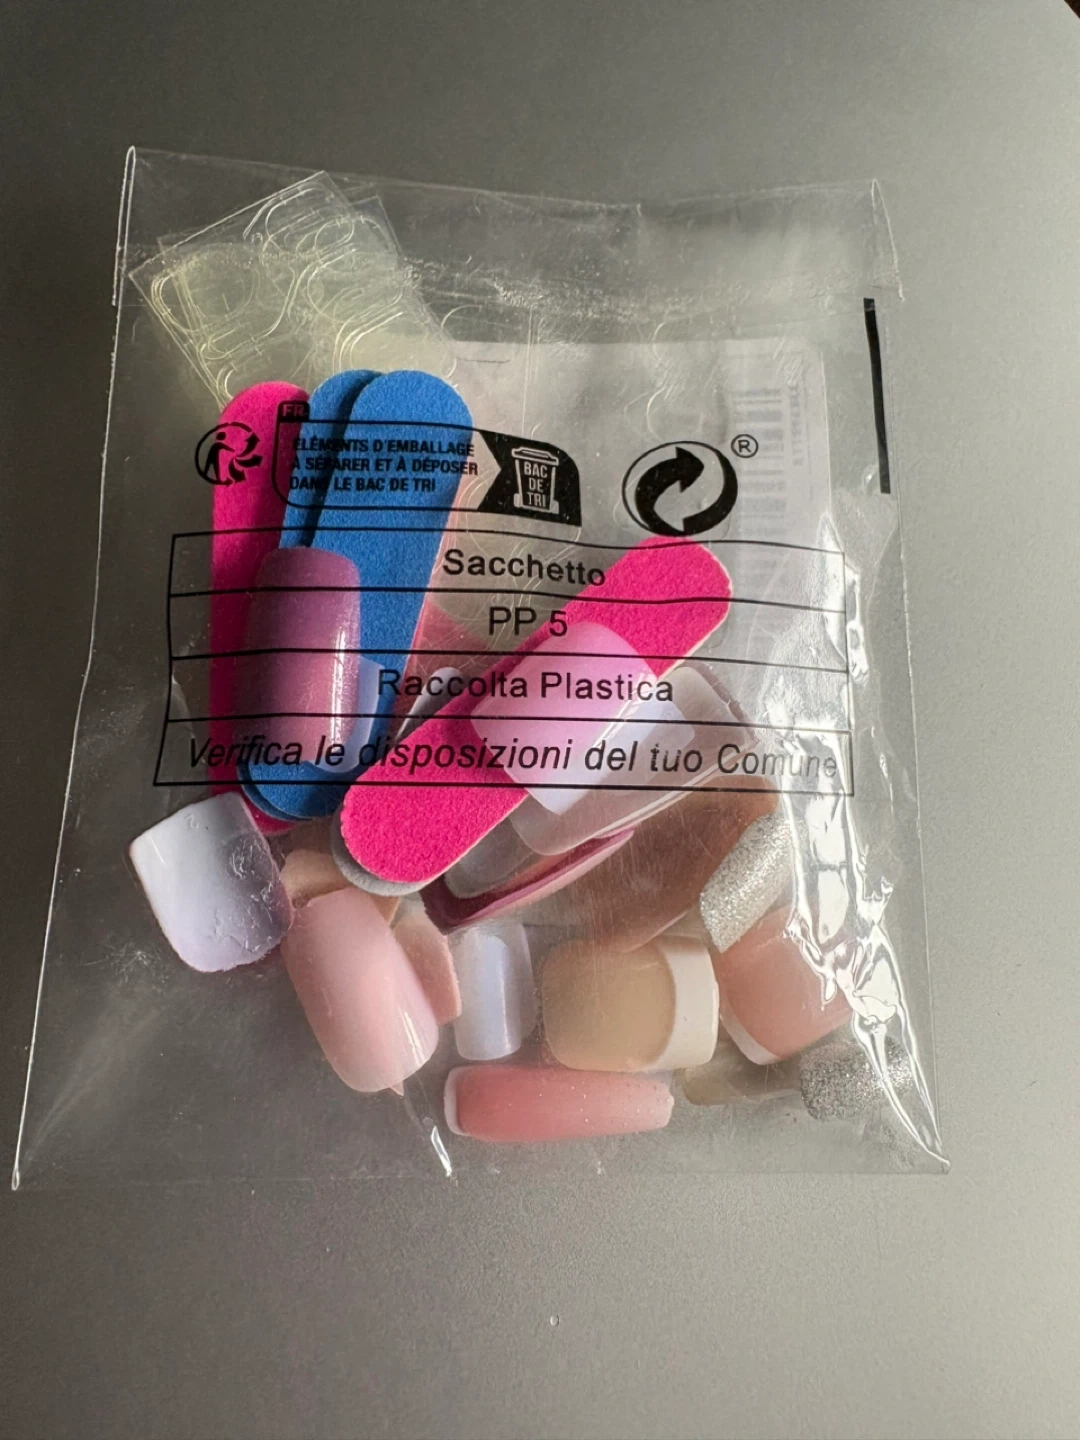 FR
ÉLÉMENTS D'EMBALLAGE
À SÉPARER ET À DÉPOSER
DANS LE BAC DE TRI
BAC
DE
TRI
®
Sacchetto
PP 5
Raccolta Plastica
Verifica le disposizioni del tuo Comune